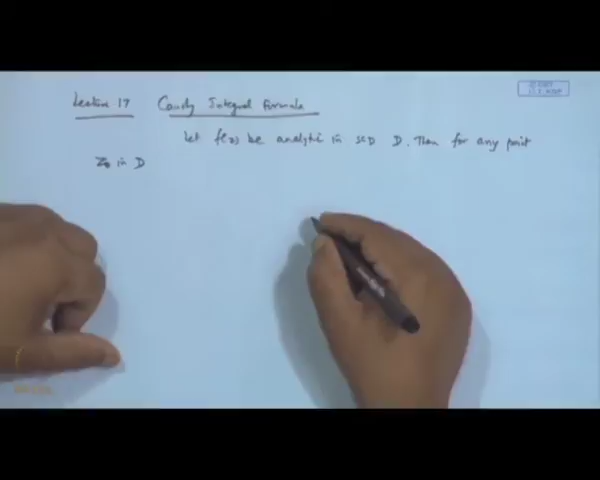 Lecture 17 Cauchy Integral Formula
Let f(z) be analytic in SCD D. Then for any point
z₀ in D